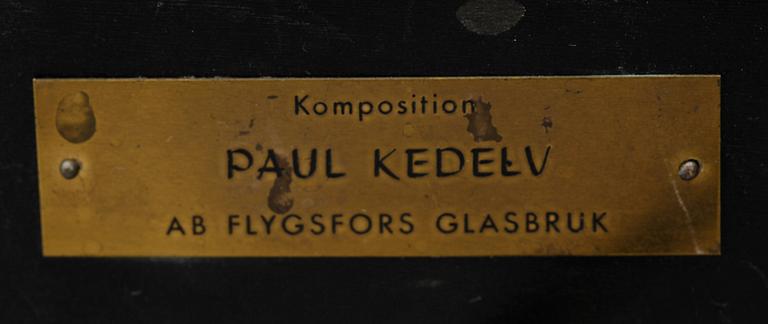 Komposition
PAUL KEDELV
AB FLYGSFORS GLASBRUK